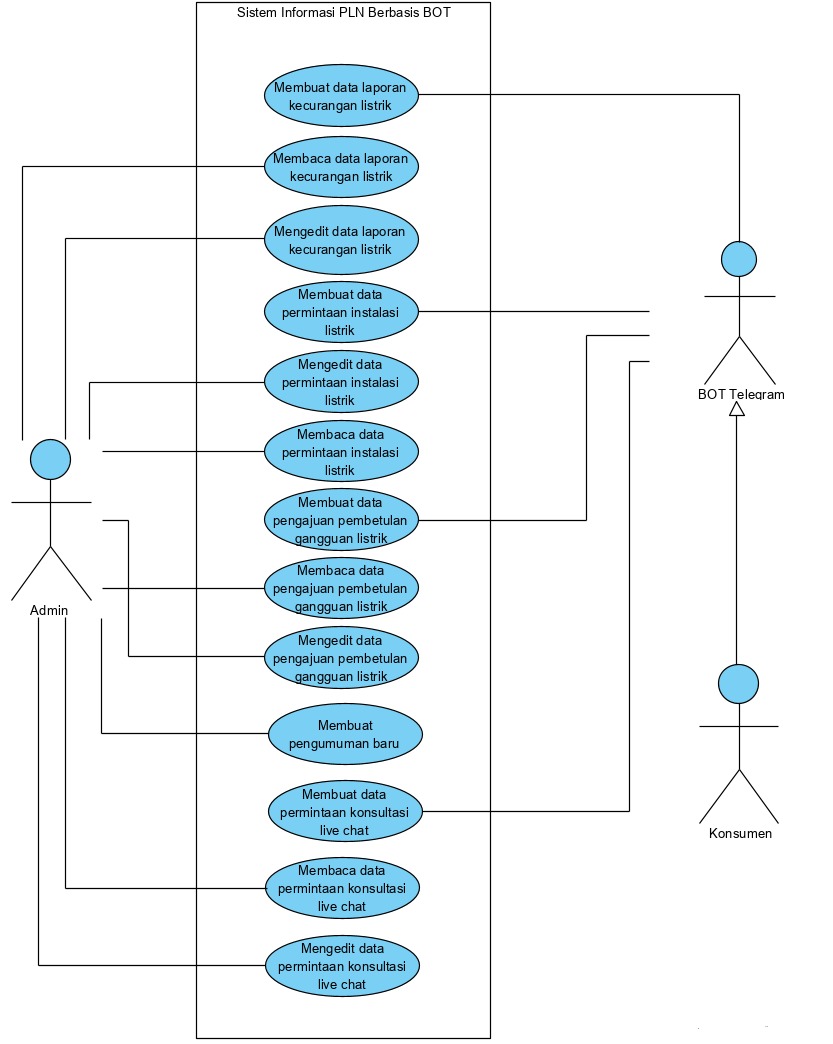 Sistem Informasi PLN Berbasis BOT
Membuat data laporan
kecurangan listrik
Membaca data laporan
kecurangan listrik
Mengedit data laporan
kecurangan listrik
Membuat data
permintaan instalasi
listrik
Mengedit data
permintaan instalasi
listrik
Membaca data
permintaan instalasi
listrik
Membuat data
pengajuan pembetulan
gangguan listrik
Membaca data
pengajuan pembetulan
gangguan listrik
Mengedit data
pengajuan pembetulan
gangguan listrik
Membuat
pengumuman baru
Membuat data
permintaan konsultasi
live chat
Membaca data
permintaan konsultasi
live chat
Mengedit data
permintaan konsultasi
live chat
Admin
BOT Telegram
Konsumen